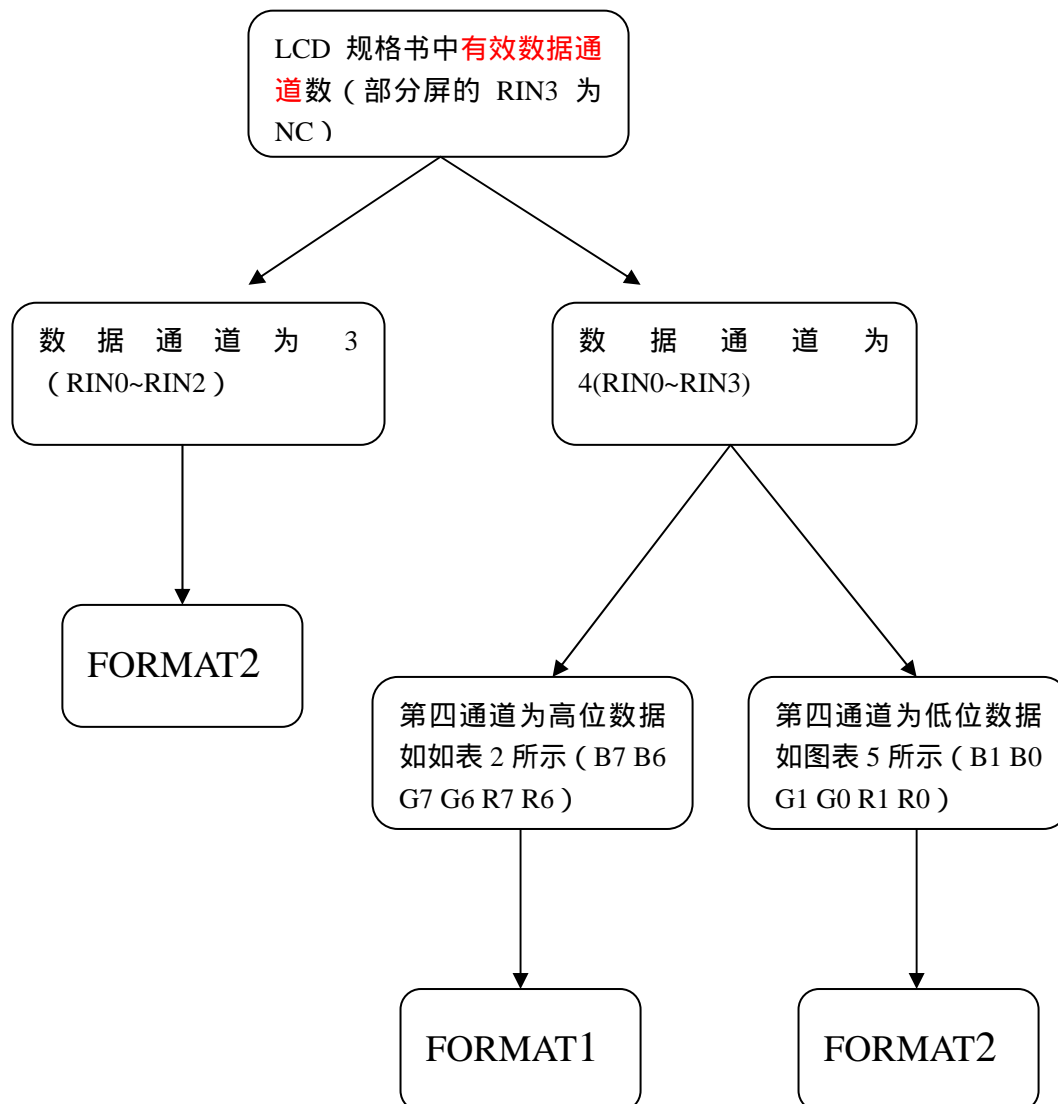 LCD 规格书中有效数据通
道数（部分屏的 RIN3 为
NC）
数据通道为 3
（RIN0~RIN2）
数据通道为
4(RIN0~RIN3)
FORMAT2
第四通道为高位数据
如如表 2 所示（B7 B6
G7 G6 R7 R6）
第四通道为低位数据
如图表 5 所示（B1 B0
G1 G0 R1 R0）
FORMAT1
FORMAT2